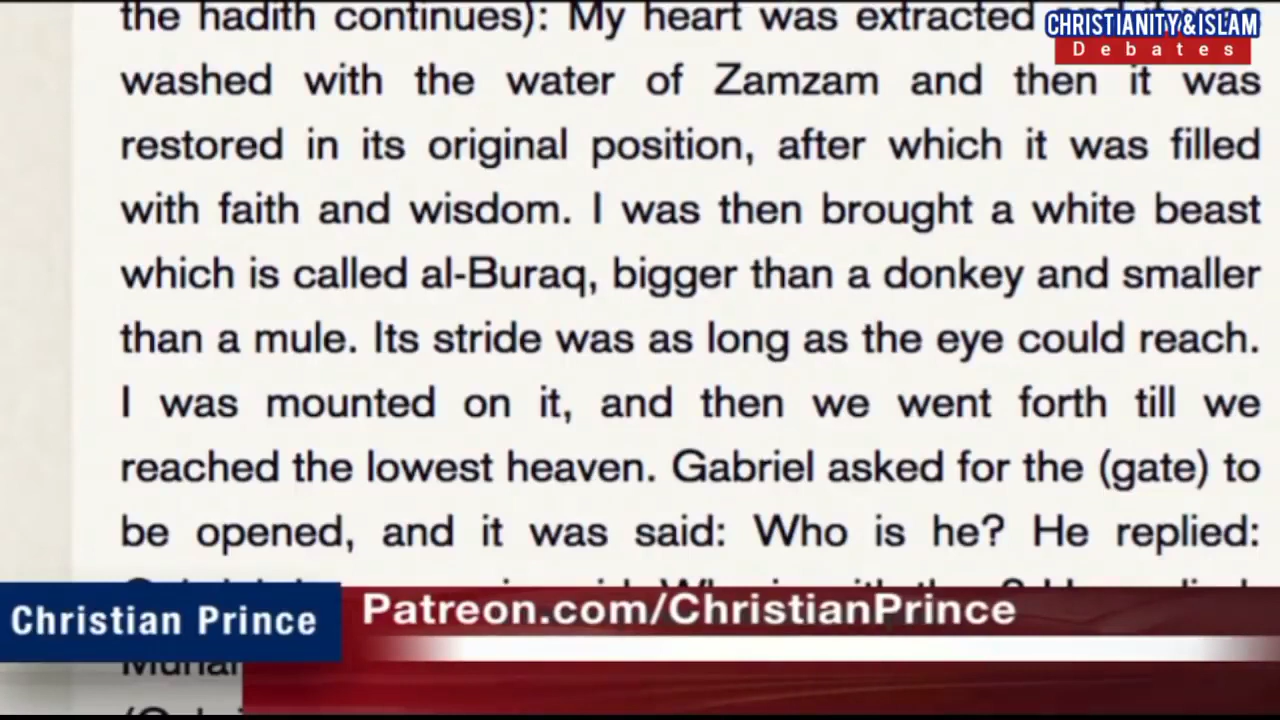 the hadith continues): My heart was extracted
CHRISTIANITY & ISLAM
Debates
washed with the water of Zamzam and then it was
restored in its original position, after which it was filled
with faith and wisdom. I was then brought a white beast
which is called al-Buraq, bigger than a donkey and smaller
than a mule. Its stride was as long as the eye could reach.
I was mounted on it, and then we went forth till we
reached the lowest heaven. Gabriel asked for the (gate) to
be opened, and it was said: Who is he? He replied:
Christian Prince
Patreon.com/ChristianPrince